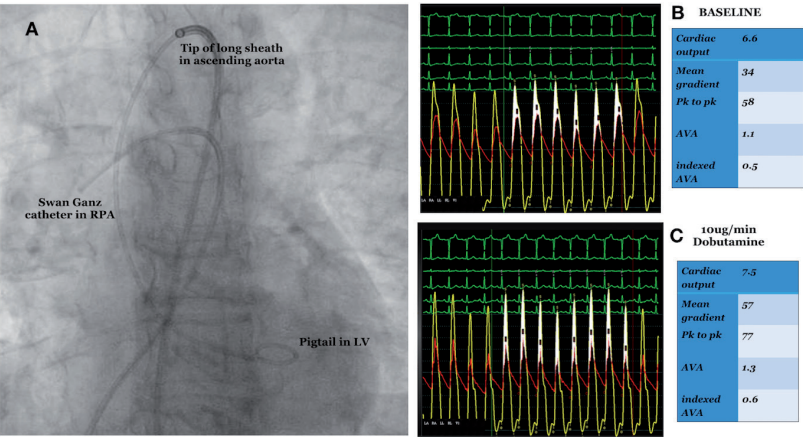 A
Tip of long sheath
in ascending aorta
Swan Ganz
catheter in RPA
Pigtail in LV
B
BASELINE
Cardiac
output
6.6
Mean
gradient
34
Pk to pk
58
AVA
1.1
indexed
AVA
0.5
C
10ug/min
Dobutamine
Cardiac
output
7.5
Mean
gradient
57
Pk to pk
77
AVA
1.3
indexed
AVA
0.6